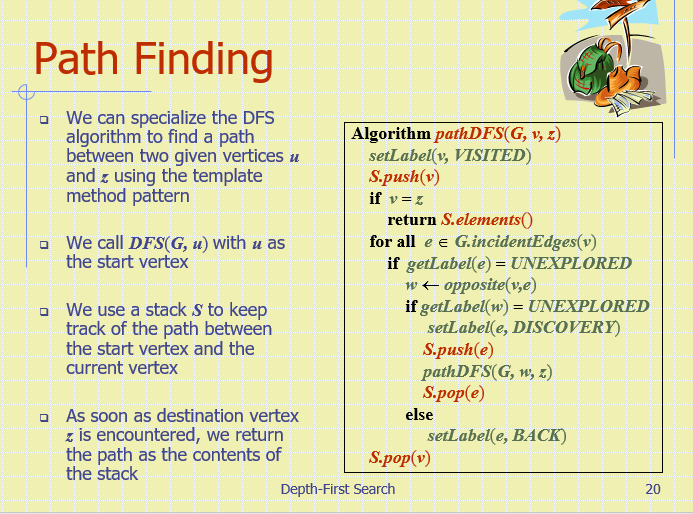 Path Finding
We can specialize the DFS
algorithm to find a path
between two given vertices u
and z using the template
method pattern
We call DFS(G, u) with u as
the start vertex
We use a stack S to keep
track of the path between
the start vertex and the
current vertex
As soon as destination vertex
z is encountered, we return
the path as the contents of
the stack
Algorithm pathDFS(G, v, z)
setLabel(v, VISITED)
S.push(v)
if v = z
return S.elements()
for all e ∈ G.incidentEdges(v)
if getLabel(e) = UNEXPLORED
w ← opposite(v,e)
if getLabel(w) = UNEXPLORED
setLabel(e, DISCOVERY)
S.push(e)
pathDFS(G, w, z)
S.pop(e)
else
setLabel(e, BACK)
S.pop(v)
Depth-First Search
20